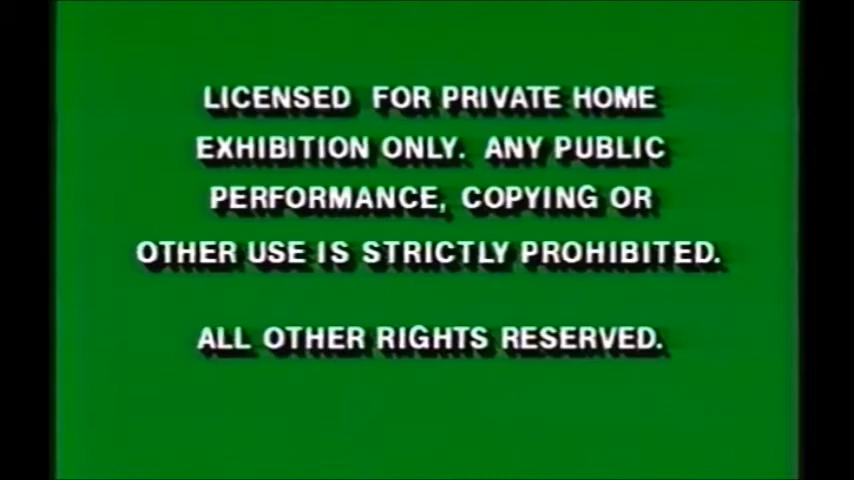 LICENSED FOR PRIVATE HOME
EXHIBITION ONLY. ANY PUBLIC
PERFORMANCE, COPYING OR
OTHER USE IS STRICTLY PROHIBITED.
ALL OTHER RIGHTS RESERVED.